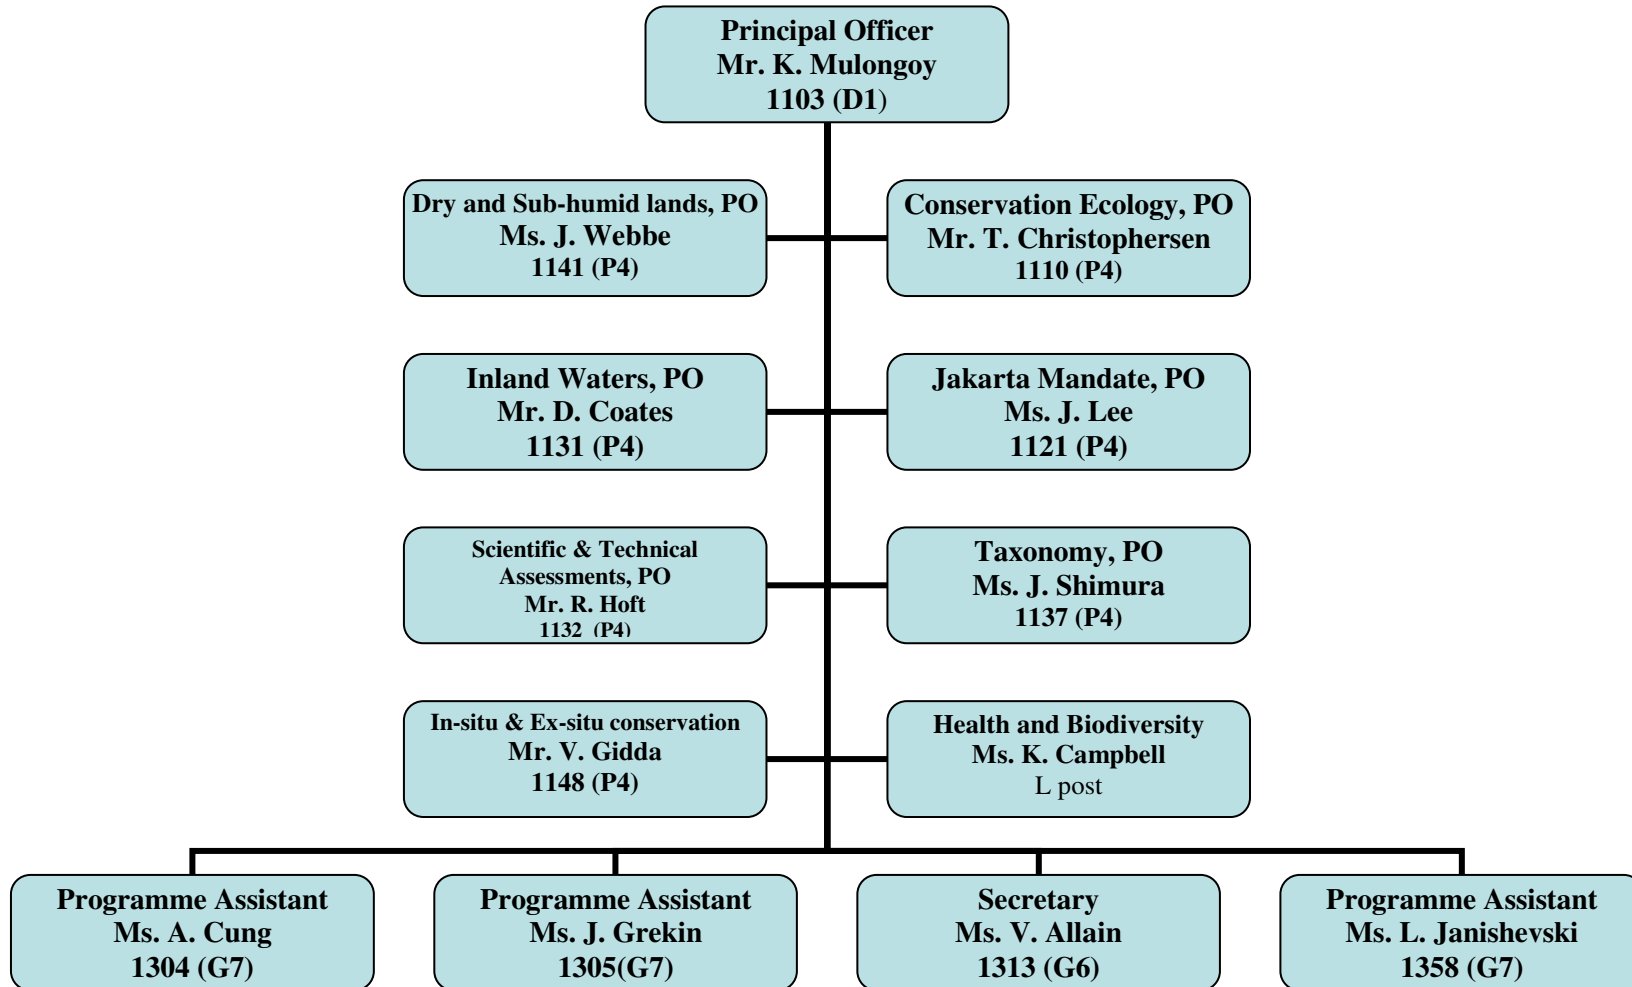 Principal Officer
Mr. K. Mulongoy
1103 (D1)
Dry and Sub-humid lands, PO
Ms. J. Webbe
1141 (P4)
Conservation Ecology, PO
Mr. T. Christophersen
1110 (P4)
Inland Waters, PO
Mr. D. Coates
1131 (P4)
Jakarta Mandate, PO
Ms. J. Lee
1121 (P4)
Scientific & Technical
Assessments, PO
Mr. R. Hoft
1132 (P4)
Taxonomy, PO
Ms. J. Shimura
1137 (P4)
In-situ & Ex-situ conservation
Mr. V. Gidda
1148 (P4)
Health and Biodiversity
Ms. K. Campbell
L post
Programme Assistant
Ms. A. Cung
1304 (G7)
Programme Assistant
Ms. J. Grekin
1305(G7)
Secretary
Ms. V. Allain
1313 (G6)
Programme Assistant
Ms. L. Janishevski
1358 (G7)